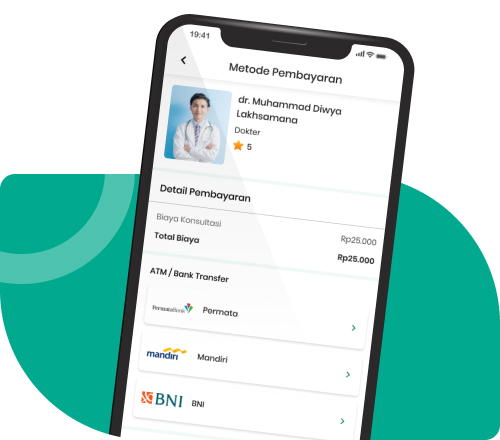 19:41
Metode Pembayaran
dr. Muhammad Diwya
Lakhsamana
Dokter
5
Detail Pembayaran
Biaya Konsultasi Rp25.000
Total Biaya Rp25.000
ATM / Bank Transfer
PermataBank Permata
mandırı Mandiri
BNI BNI